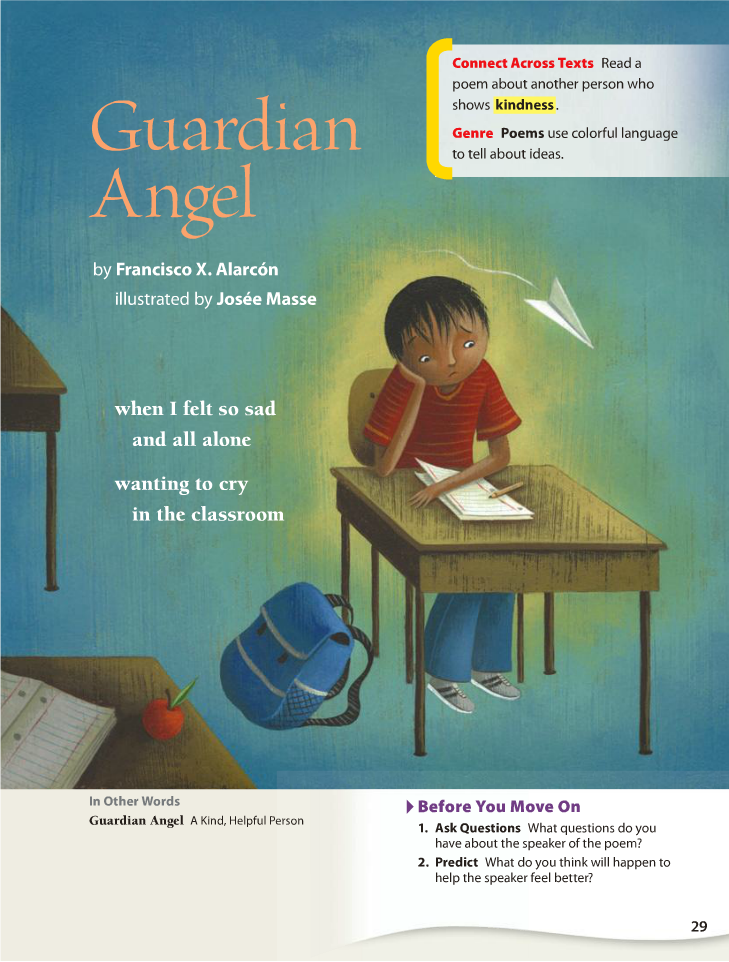 Connect Across Texts Read a
poem about another person who
shows kindness.
Genre Poems use colorful language
to tell about ideas.
Guardian
Angel
by Francisco X. Alarcón
illustrated by Josée Masse
when I felt so sad
and all alone
wanting to cry
in the classroom
In Other Words
Guardian Angel A Kind, Helpful Person
Before You Move On
1. Ask Questions What questions do you
have about the speaker of the poem?
2. Predict What do you think will happen to
help the speaker feel better?
29